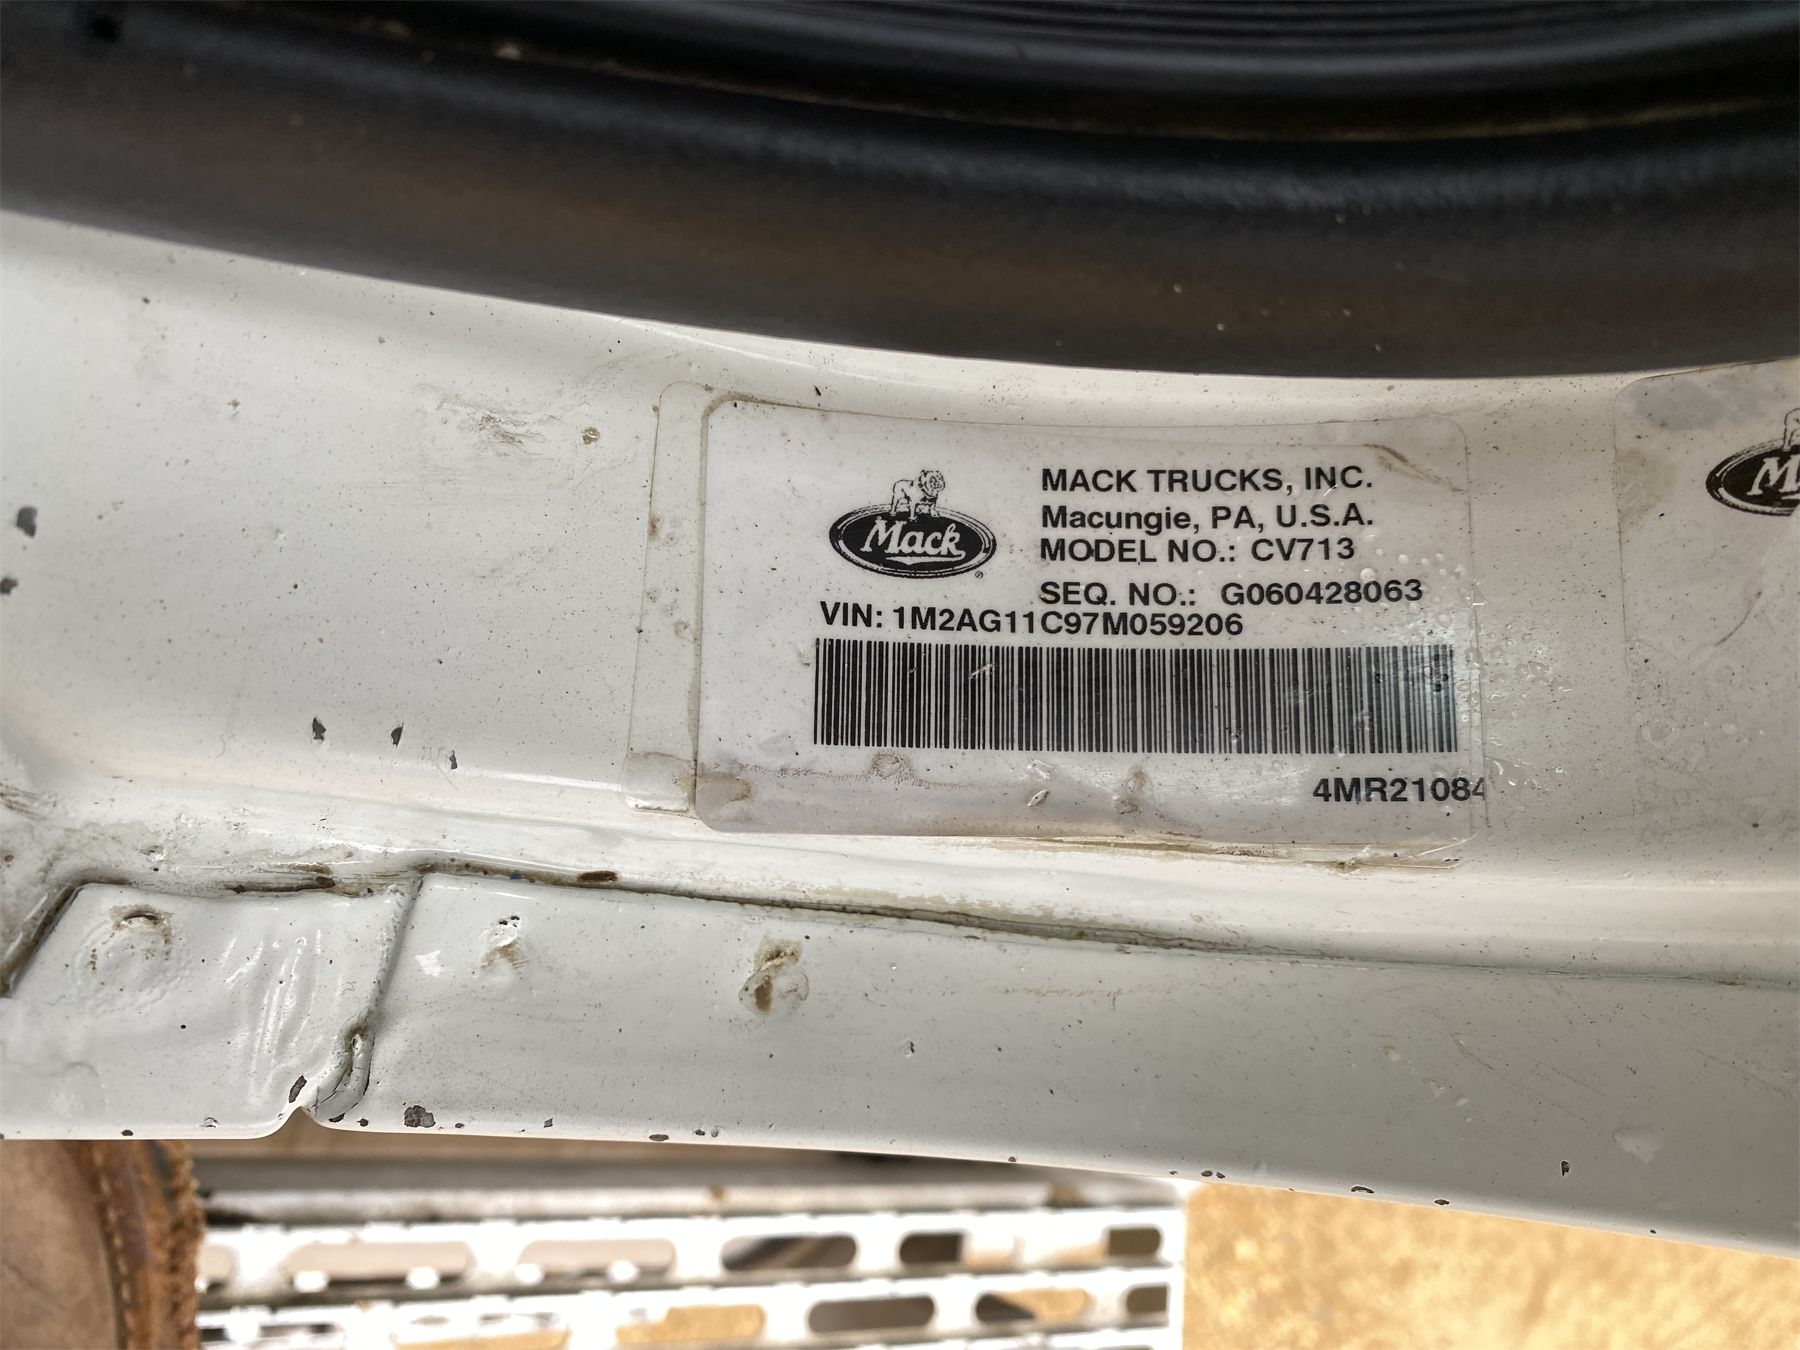 Mack
MACK TRUCKS, INC.
Macungie, PA, U.S.A.
MODEL NO.: CV713
SEQ. NO.: G060428063
VIN: 1M2AG11C97M059206
4MR21084
M